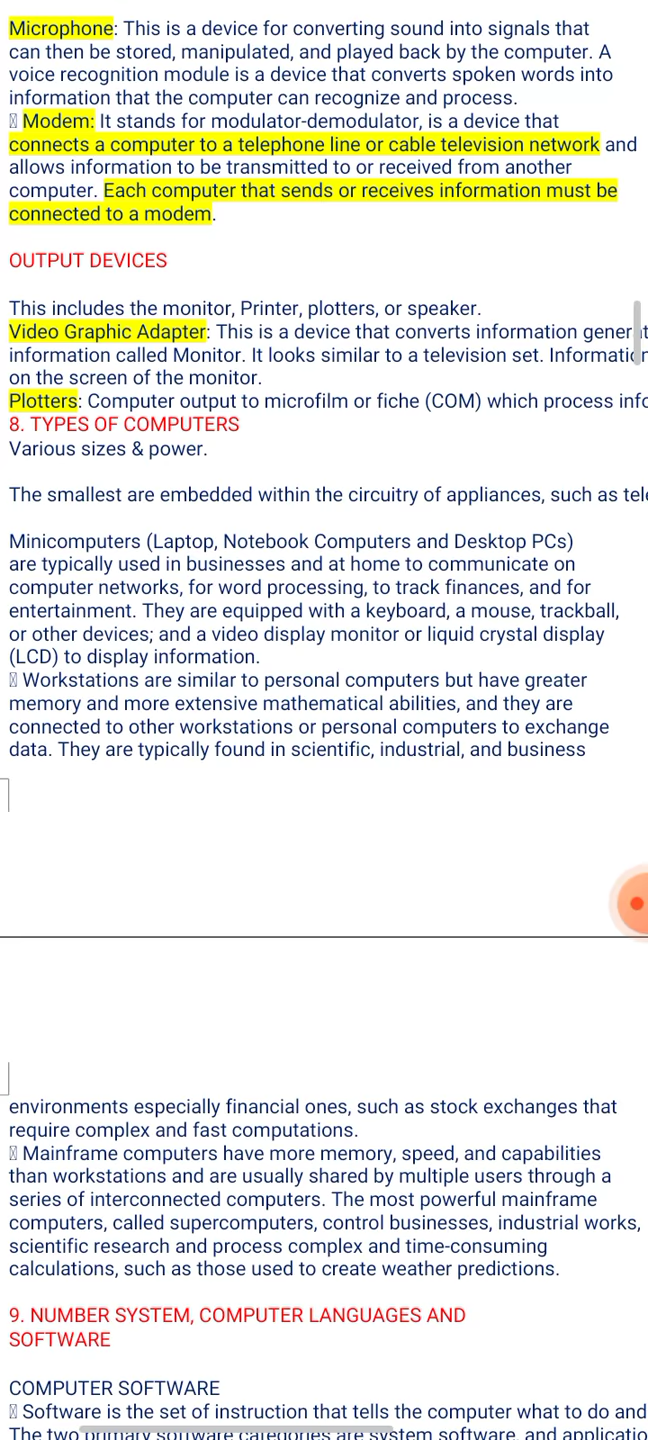 Microphone: This is a device for converting sound into signals that
can then be stored, manipulated, and played back by the computer. A
voice recognition module is a device that converts spoken words into
information that the computer can recognize and process.
Modem: It stands for modulator-demodulator, is a device that
connects a computer to a telephone line or cable television network and
allows information to be transmitted to or received from another
computer. Each computer that sends or receives information must be
connected to a modem.
OUTPUT DEVICES
This includes the monitor, Printer, plotters, or speaker.
Video Graphic Adapter: This is a device that converts information
information called Monitor. It looks similar to a television set.
on the screen of the monitor.
Plotters: Computer output to microfilm or fiche (COM) which process
8. TYPES OF COMPUTERS
Various sizes & power.
The smallest are embedded within the circuitry of appliances, such as
Minicomputers (Laptop, Notebook Computers and Desktop PCs)
are typically used in businesses and at home to communicate on
computer networks, for word processing, to track finances, and for
entertainment. They are equipped with a keyboard, a mouse, trackball,
or other devices; and a video display monitor or liquid crystal display
(LCD) to display information.
Workstations are similar to personal computers but have greater
memory and more extensive mathematical abilities, and they are
connected to other workstations or personal computers to exchange
data. They are typically found in scientific, industrial, and business
environments especially financial ones, such as stock exchanges that
require complex and fast computations.
Mainframe computers have more memory, speed, and capabilities
than workstations and are usually shared by multiple users through a
series of interconnected computers. The most powerful mainframe
computers, called supercomputers, control businesses, industrial works,
scientific research and process complex and time-consuming
calculations, such as those used to create weather predictions.
9. NUMBER SYSTEM, COMPUTER LANGUAGES AND
SOFTWARE
COMPUTER SOFTWARE
Software is the set of instruction that tells the computer what to do and
The two primary software categories are system software, and